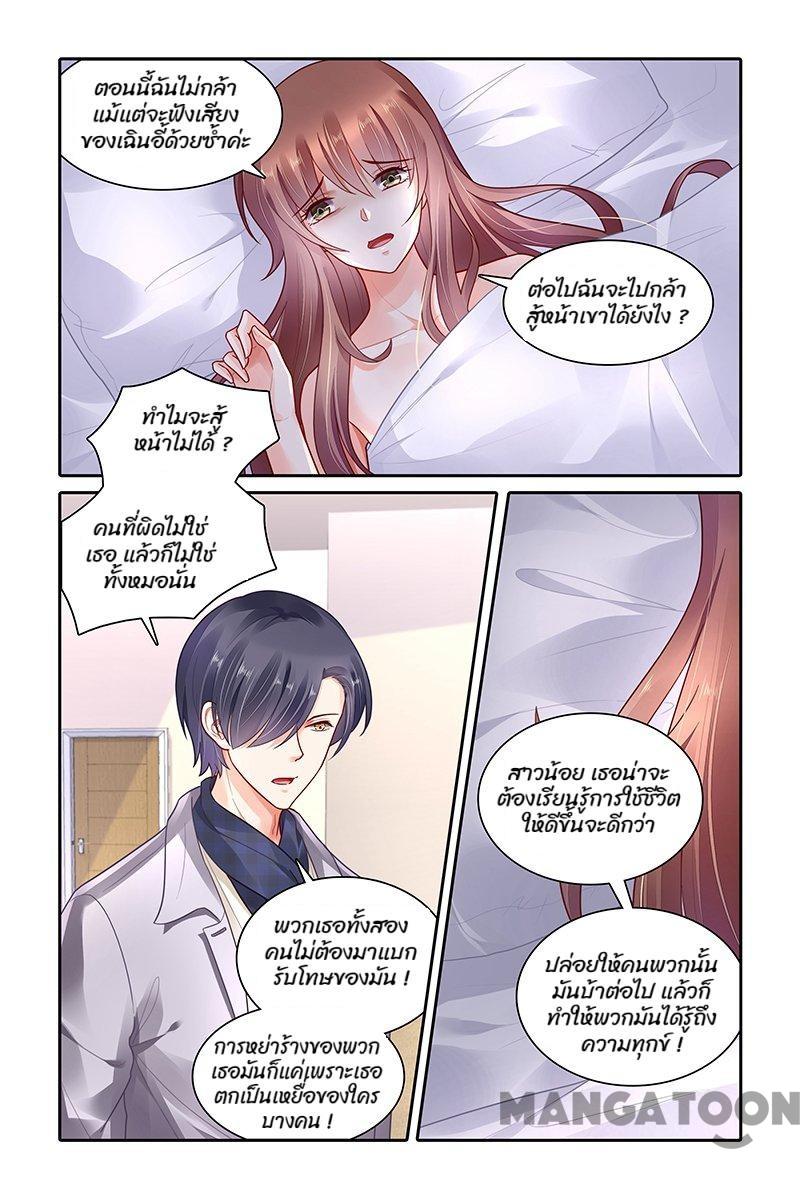 ตอนนี้ฉันไม่กล้า
แม้แต่จะฟังเสียง
ของเฉินอี้ด้วยซ้ำค่ะ
ต่อไปฉันจะไปกล้า
สู้หน้าเขาได้ยังไง ?
ทำไมจะสู้
หน้าไม่ได้ ?
คนที่ผิดไม่ใช่
เธอ แล้วก็ไม่ใช่
ทั้งหมอนั่น
พวกเธอทั้งสอง
คนไม่ต้องมาแบก
รับโทษของมัน !
การหย่าร้างของพวก
เธอมันก็แค่เพราะเธอ
ตกเป็นเหยื่อของใคร
บางคน !
สาวน้อย เธอน่าจะ
ต้องเรียนรู้การใช้ชีวิต
ให้ดีขึ้นจะดีกว่า
ปล่อยให้คนพวกนั้น
มันบ้าต่อไป แล้วก็
ทำให้พวกมันได้รู้ถึง
ความทุกข์ !
MANGATOON